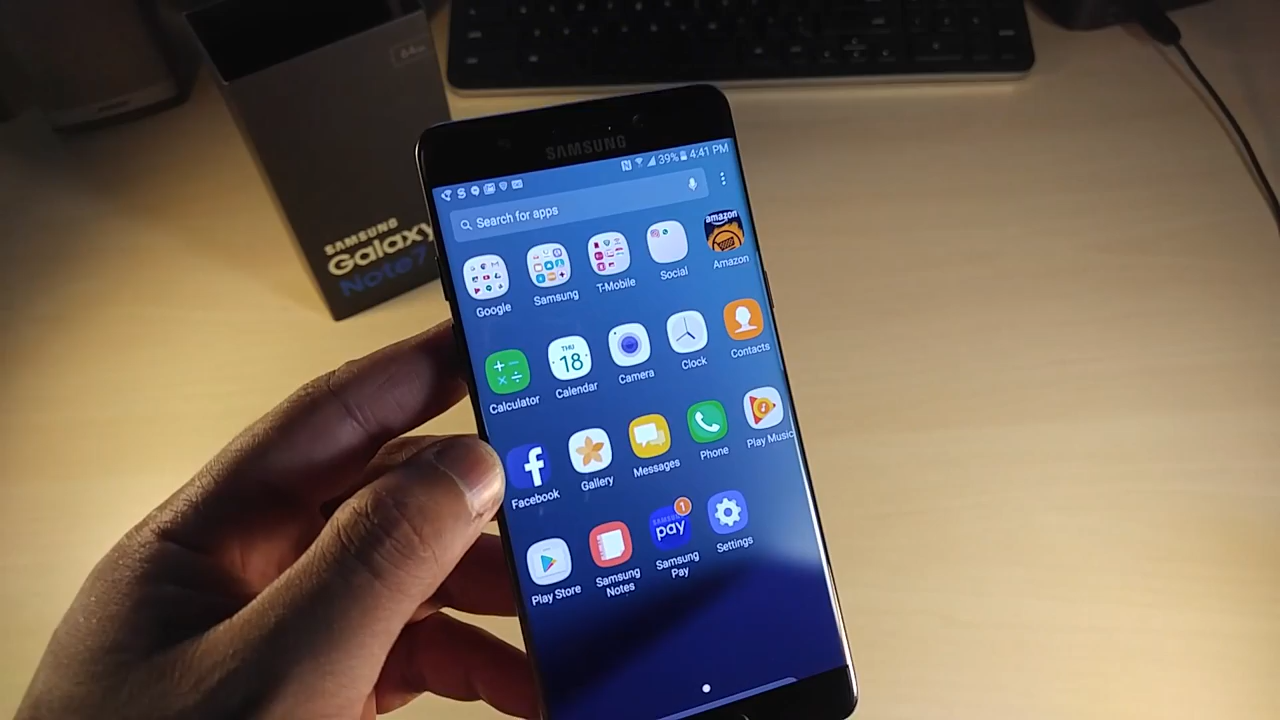 64GB
SAMSUNG
Galaxy
Note7
SAMSUNG
39% 4:41 PM
Search for apps
amazon
Google
Samsung
T-Mobile
Social
Amazon
THU
18
Calculator
Calendar
Camera
Clock
Contacts
Facebook
Gallery
Messages
Phone
Play Music
SAMSUNG
pay
1
Play Store
Samsung
Notes
Samsung
Pay
Settings